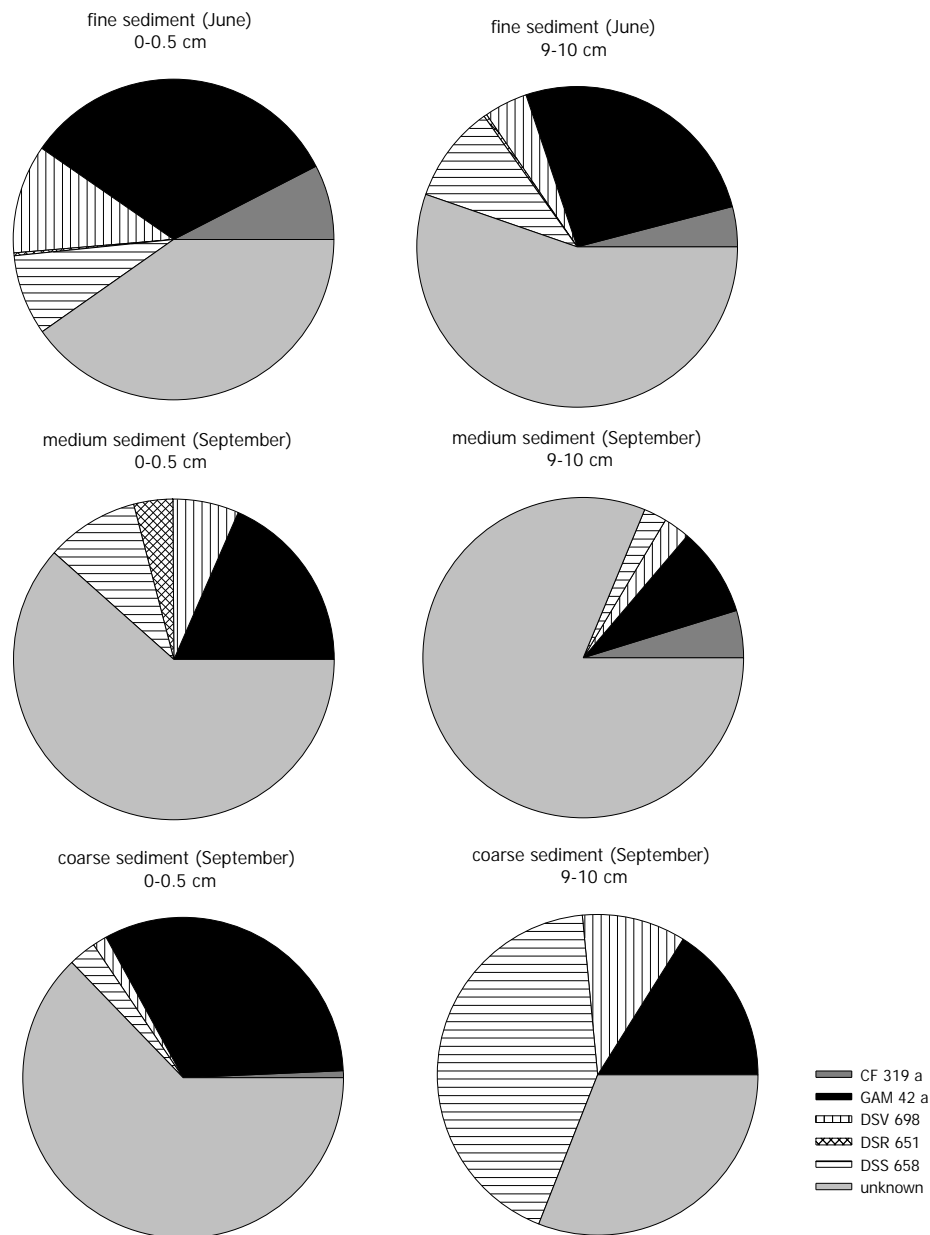 fine sediment (June)
0-0.5 cm
fine sediment (June)
9-10 cm
medium sediment (September)
0-0.5 cm
medium sediment (September)
9-10 cm
coarse sediment (September)
0-0.5 cm
coarse sediment (September)
9-10 cm
CF 319 a
GAM 42 a
DSV 698
DSR 651
DSS 658
unknown